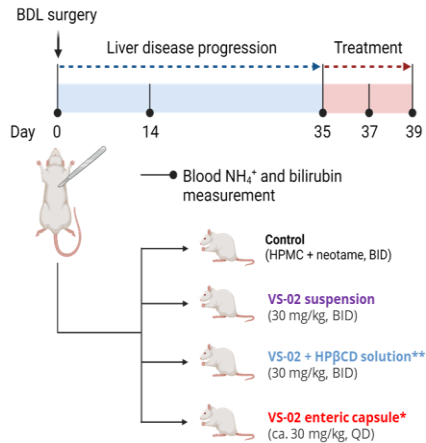 BDL surgery
Liver disease progression
Treatment
Day 0 14 35 37 39
Blood NH₄⁺ and bilirubin
measurement
Control
(HPMC + neotame, BID)
VS-02 suspension
(30 mg/kg, BID)
VS-02 + HPβCD solution**
(30 mg/kg, BID)
VS-02 enteric capsule*
(ca. 30 mg/kg, QD)